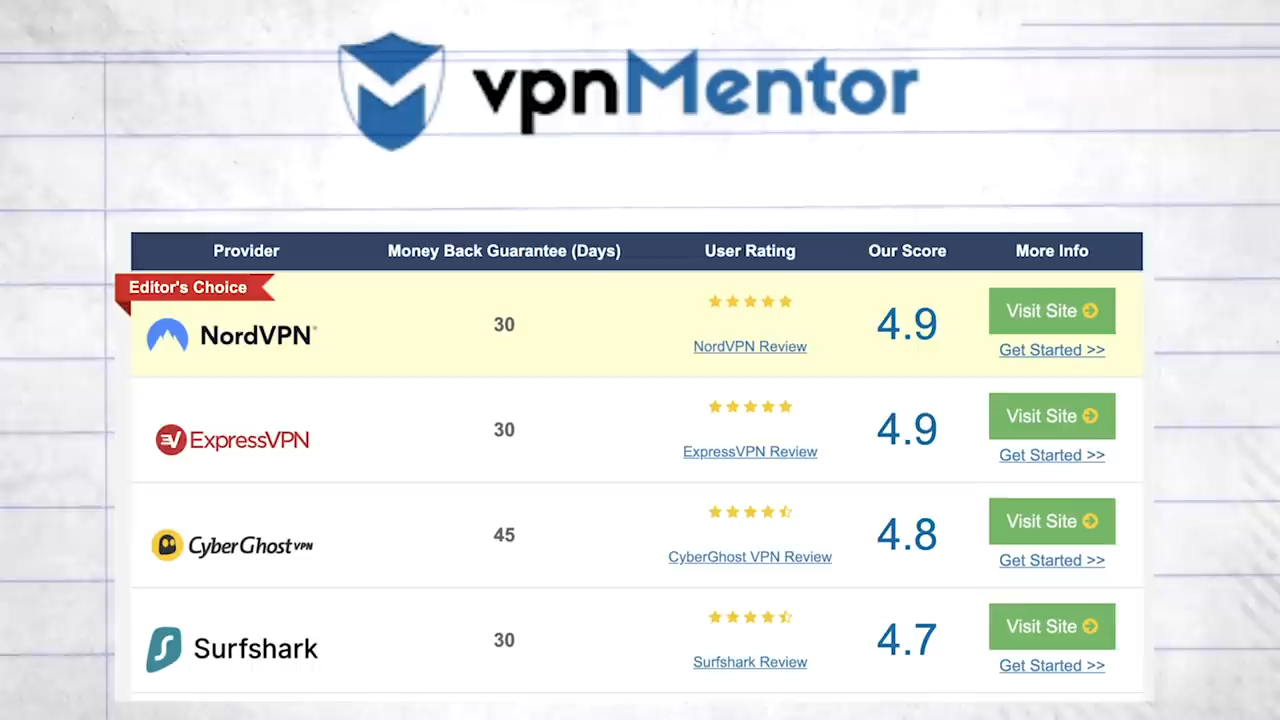 vpnMentor
Provider Money Back Guarantee (Days) User Rating Our Score More Info
Editor's Choice
NordVPN® 30 4.9 Visit Site
NordVPN Review Get Started >>
ExpressVPN 30 4.9 Visit Site
ExpressVPN Review Get Started >>
CyberGhost VPN 45 4.8 Visit Site
CyberGhost VPN Review Get Started >>
Surfshark 30 4.7 Visit Site
Surfshark Review Get Started >>